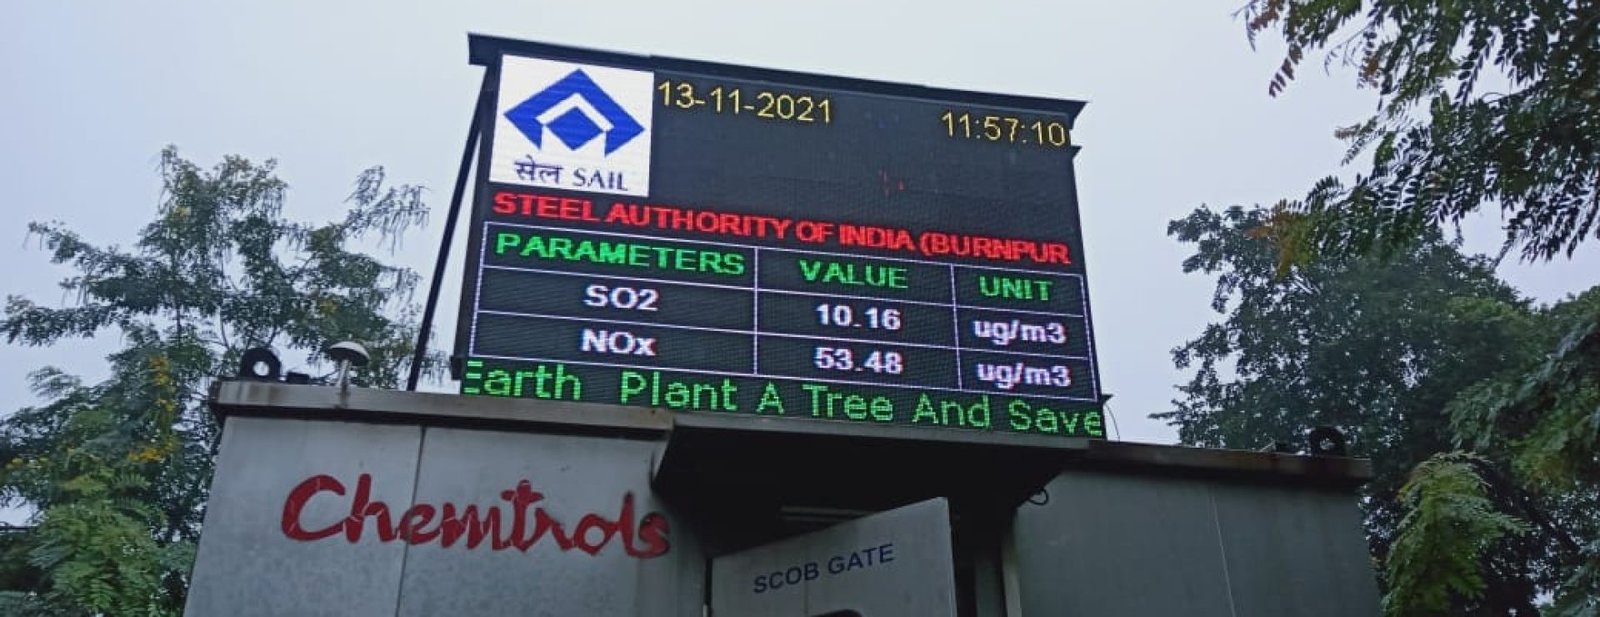 13-11-2021 11:57:10
सेल SAIL
STEEL AUTHORITY OF INDIA (BURNPUR
PARAMETERS VALUE UNIT
SO2 10.16 ug/m3
NOx 53.48 ug/m3
Earth Plant A Tree And Save
Chemtrols
SCOB GATE